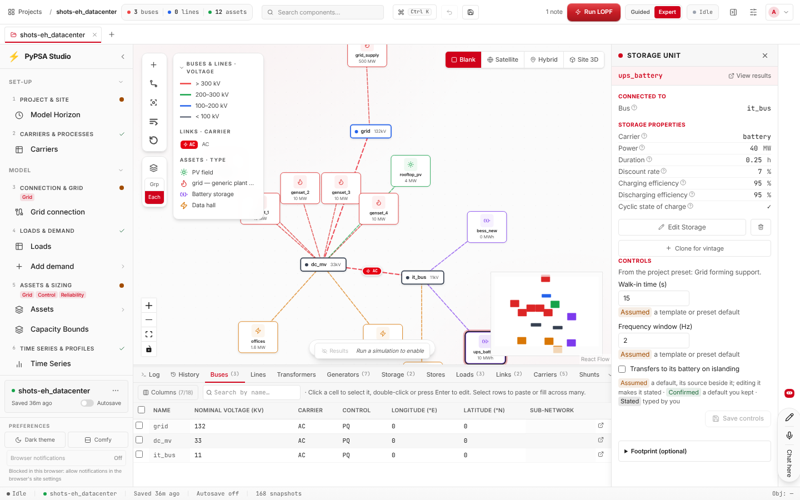 shots-eh_datacenter
3 buses
0 lines
12 assets
Search components...
Ctrl K
1 note
Run LOPF
Guided
Expert
Idle
A
shots-eh_datacenter
PyPSA Studio
SET-UP
1 PROJECT & SITE
Model Horizon
2 CARRIERS & PROCESSES
Carriers
MODEL
3 CONNECTION & GRID
Grid
Grid connection
4 LOADS & DEMAND
Loads
Add demand
5 ASSETS & SIZING
Grid Control Reliability
Assets
Capacity Bounds
6 TIME SERIES & PROFILES
Time Series
shots-eh_datacenter
Saved 36m ago
Autosave
PREFERENCES
Dark theme
Comfy
Browser notifications
Off
Blocked in this browser: allow notifications in the browser's site settings.
Grp
Each
BUSES & LINES · VOLTAGE
> 300 kV
200–300 kV
100–200 kV
< 100 kV
LINKS · CARRIER
AC AC
ASSETS · TYPE
PV field
grid — generic plant ...
Battery storage
Data hall
Blank
Satellite
Hybrid
Site 3D
grid_supply
500 MW
grid 132kV
rooftop_pv
4 MW
genset_2
10 MW
genset_3
10 MW
genset_4
10 MW
10 MW
dc_mv 33kV
AC
it_bus 11kV
bess_new
0 MWh
offices
1.8 MW
ups_batt
10 MWh
Results Run a simulation to enable
React Flow
Log
History
Buses (3)
Lines
Transformers
Generators (7)
Storage (3)
Stores
Loads (3)
Links (2)
Carriers (5)
Shunts
Columns (7/18)
Search by name...
· Click a cell to select it, double-click or press Enter to edit. Select rows to paste or fill across many.
NAME NOMINAL VOLTAGE (KV) CARRIER CONTROL LONGITUDE (°E) LATITUDE (°N) SUB-NETWORK
grid 132 AC PQ 0 0
dc_mv 33 AC PQ 0 0
it_bus 11 AC PQ 0 0
STORAGE UNIT
ups_battery
View results
CONNECTED TO
Bus it_bus
STORAGE PROPERTIES
Carrier battery
Power 40 MW
Duration 0.25 h
Discount rate 7 %
Charging efficiency 95 %
Discharging efficiency 95 %
Cyclic state of charge ✓
Edit Storage
+ Clone for vintage
CONTROLS
From the project preset: Grid forming support.
Walk-in time (s)
15
Assumed a template or preset default
Frequency window (Hz)
2
Assumed a template or preset default
Transfers to its battery on islanding
Assumed a default, its source beside it; editing it makes it stated · Confirmed a default you kept · Stated typed by you
Save controls
Footprint (optional)
Chat here
Idle
shots-eh_datacenter
Saved 36m ago
Autosave off
168 snapshots
Obj: —